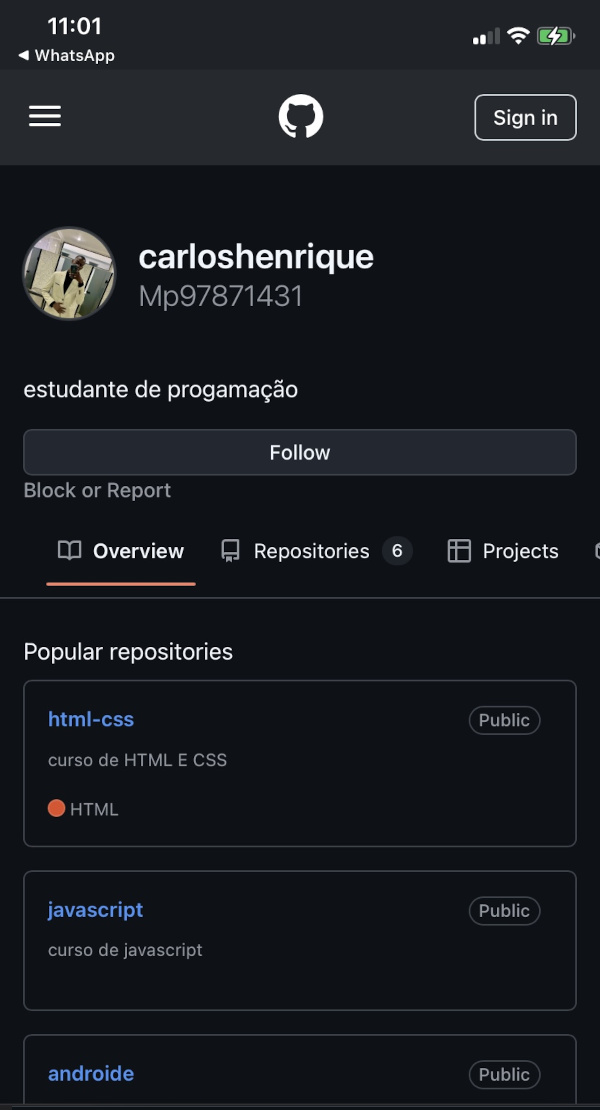 11:01
◀ WhatsApp
Sign in
carloshenrique
Mp97871431
estudante de progamação
Follow
Block or Report
Overview Repositories 6 Projects
Popular repositories
html-css Public
curso de HTML E CSS
HTML
javascript Public
curso de javascript
androide Public